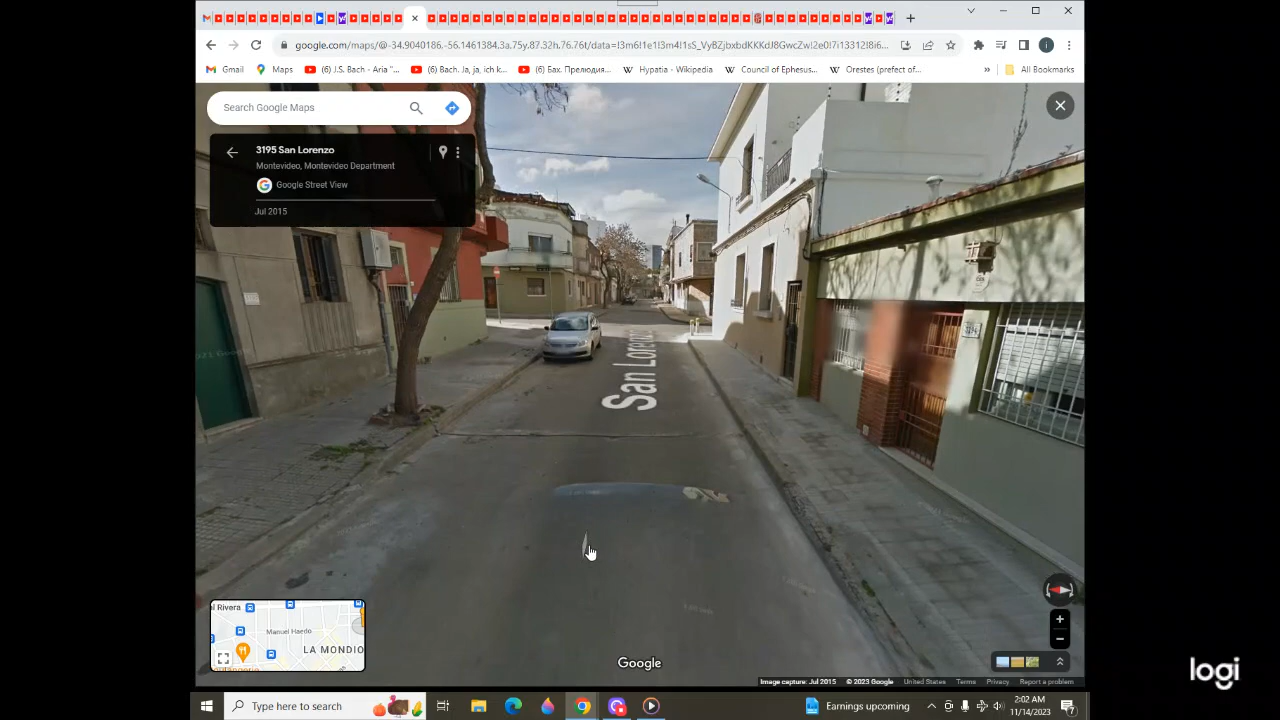 google.com/maps/@-34.9040186,-56.1461384,3a,75y,87.32h,76.76t/data=!3m6!1e1!3m4!1sS_VyBZjbxbdKKKdJ8GwcZw!2e0!7i13312!8i6...
Gmail Maps (6) J.S. Bach - Aria "... (6) Bach. Ja, ja, ich k... (6) Бах. Прелюдия... Hypatia - Wikipedia Council of Ephesus... Orestes (prefect of... » All Bookmarks
Search Google Maps
3195 San Lorenzo
Montevideo, Montevideo Department
Google Street View
Jul 2015
San Lorenzo
al Rivera
Manuel Haedo
LA MONDIO
Google
Image capture: Jul 2015 © 2023 Google United States Terms Privacy Report a problem
Type here to search
Earnings upcoming
2:02 AM
11/14/2023
logi